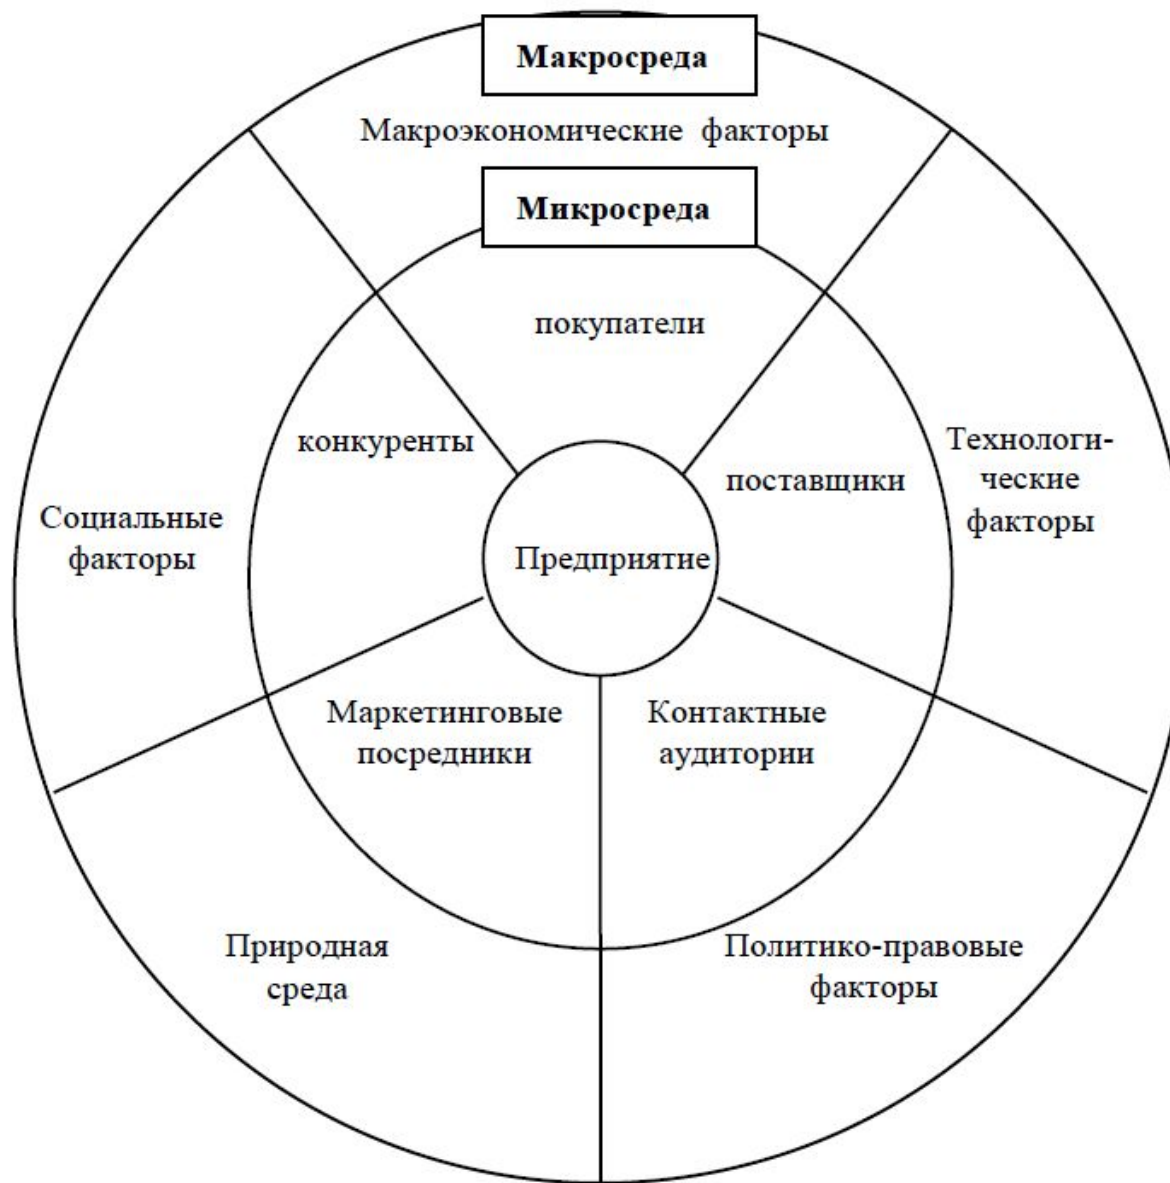 Макросреда
Макроэкономические факторы
Микросреда
покупатели
конкуренты
поставщики
Технологи-
ческие
факторы
Социальные
факторы
Предприятие
Маркетинговые
посредники
Контактные
аудитории
Природная
среда
Политико-правовые
факторы